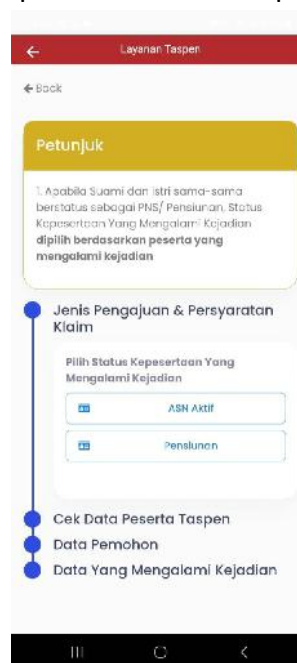 Layanan Taspen
Back
Petunjuk
1. Apabila Suami dan istri sama-sama
berstatus sebagai PNS/ Pensiunan, Status
Kepesertaan Yang Mengalami Kejadian
dipilih berdasarkan peserta yang
mengalami kejadian
Jenis Pengajuan & Persyaratan
Klaim
Pilih Status Kepesertaan Yang
Mengalami Kejadian
ASN Aktif
Pensiunan
Cek Data Peserta Taspen
Data Pemohon
Data Yang Mengalami Kejadian